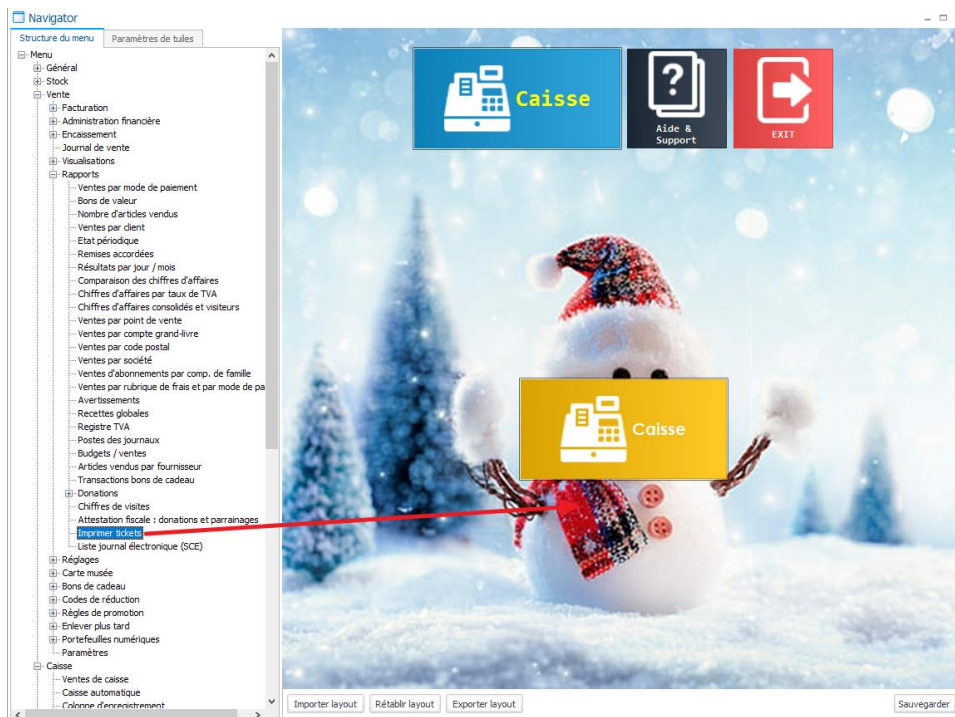 Navigator
Structure du menu
Paramètres de tuiles
Menu
Général
Stock
Vente
Facturation
Administration financière
Encaissement
Journal de vente
Visualisations
Rapports
Ventes par mode de paiement
Bons de valeur
Nombre d'articles vendus
Ventes par client
Etat périodique
Remises accordées
Résultats par jour / mois
Comparaison des chiffres d'affaires
Chiffres d'affaires par taux de TVA
Chiffres d'affaires consolidés et visiteurs
Ventes par point de vente
Ventes par compte grand-livre
Ventes par code postal
Ventes par société
Ventes d'abonnements par comp. de famille
Ventes par rubrique de frais et par mode de pa
Avertissements
Recettes globales
Registre TVA
Postes des journaux
Budgets / ventes
Articles vendus par fournisseur
Transactions bons de cadeau
Donations
Chiffres de visites
Attestation fiscale : donations et parrainages
Imprimer tickets
Liste journal électronique (SCE)
Réglages
Carte musée
Bons de cadeau
Codes de réduction
Règles de promotion
Enlever plus tard
Portefeuilles numériques
Paramètres
Caisse
Ventes de caisse
Caisse automatique
Colonne d'enregistrement
Caisse
Aide &
Support
EXIT
Caisse
Importer layout
Rétablir layout
Exporter layout
Sauvegarder